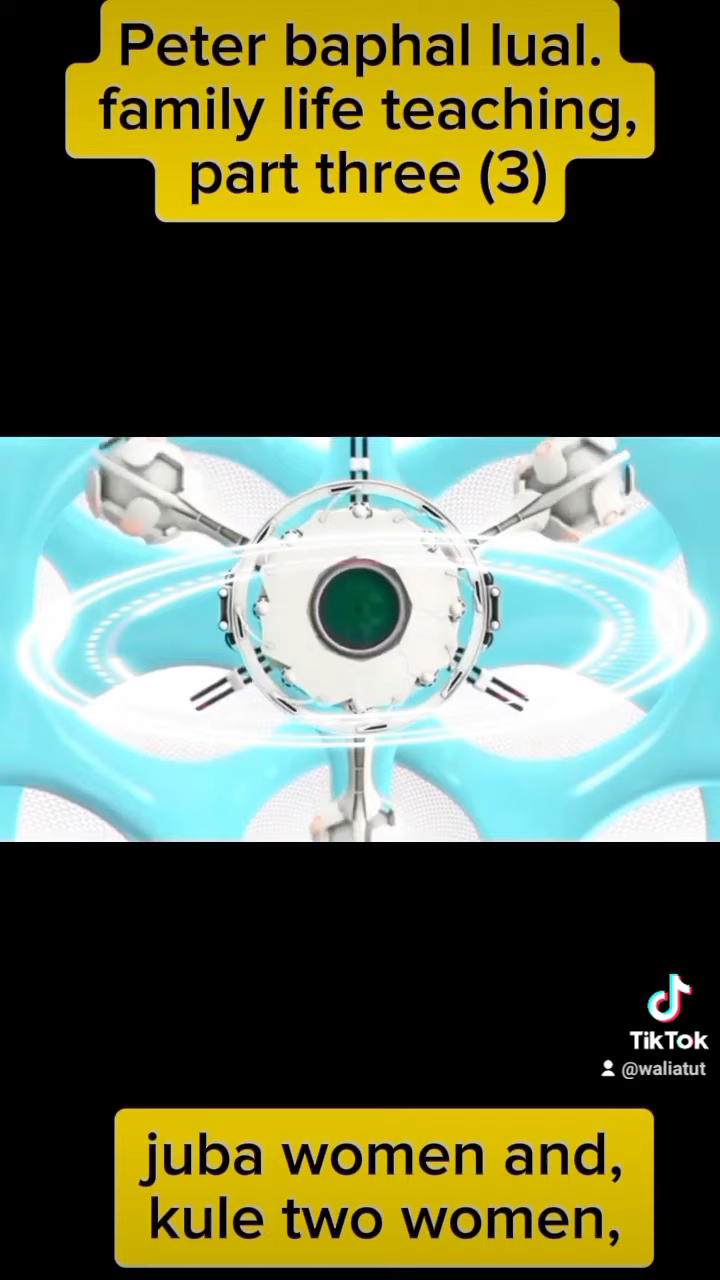 Peter baphal lual.
family life teaching,
part three (3)
TikTok
@waliatut
juba women and,
kule two women,